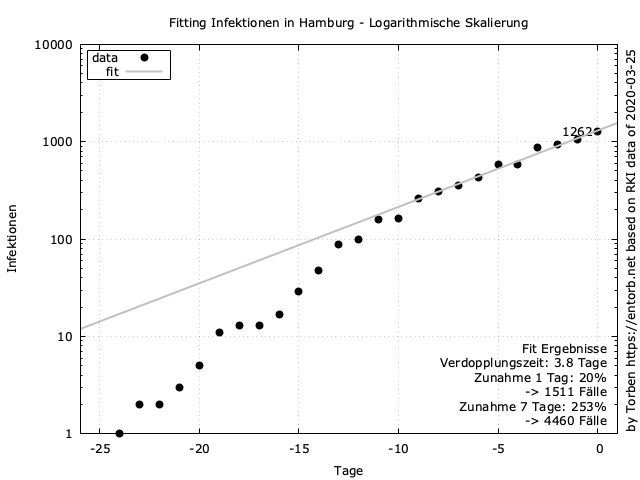 Fitting Infektionen in Hamburg - Logarithmische Skalierung
data
fit
10000
1000
100
10
1
Infektionen
1262
Fit Ergebnisse
Verdopplungszeit: 3.8 Tage
Zunahme 1 Tag: 20%
-> 1511 Fälle
Zunahme 7 Tage: 253%
-> 4460 Fälle
-25 -20 -15 -10 -5 0
Tage
by Torben https://entorb.net based on RKI data of 2020-03-25